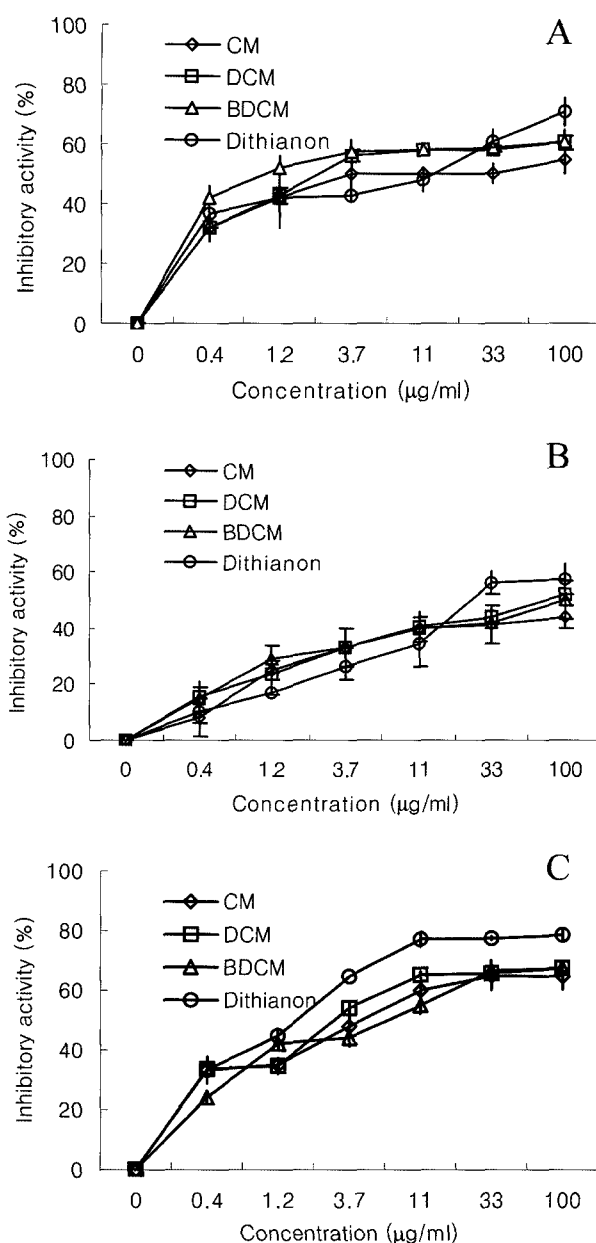 A
100
80
60
40
20
0
Inhibitory activity (%)
CM
DCM
BDCM
Dithianon
0 0.4 1.2 3.7 11 33 100
Concentration (μg/ml)
B
100
80
60
40
20
0
Inhibitory activity (%)
CM
DCM
BDCM
Dithianon
0 0.4 1.2 3.7 11 33 100
Concentration (μg/ml)
C
100
80
60
40
20
0
Inhibitory activity (%)
CM
DCM
BDCM
Dithianon
0 0.4 1.2 3.7 11 33 100
Concentration (μg/ml)